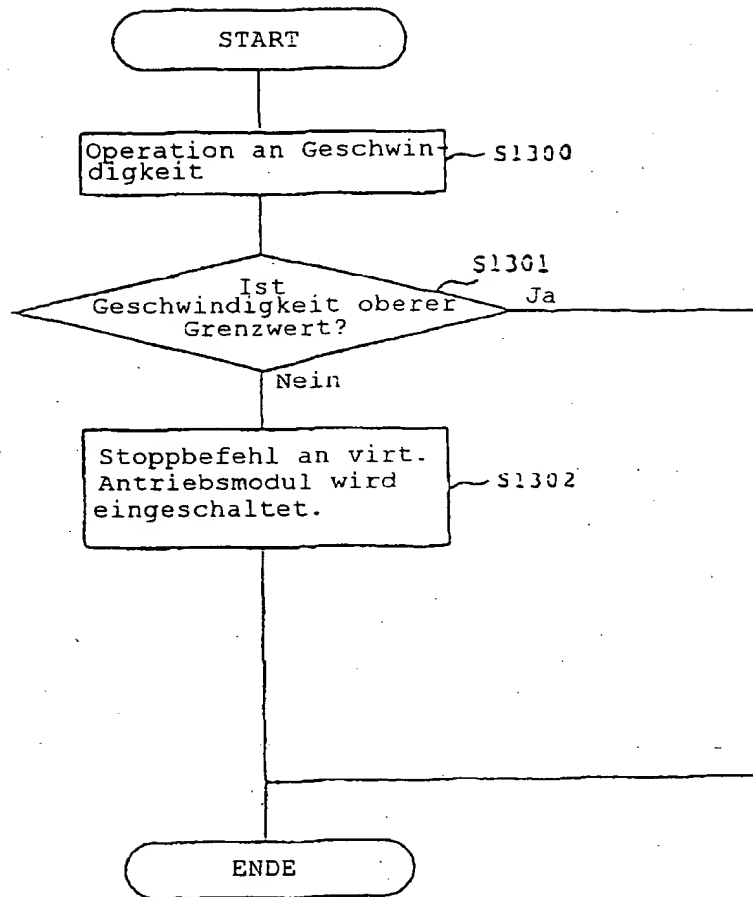 START
Operation an Geschwin-
digkeit
S1300
S1301
Ist
Geschwindigkeit oberer
Grenzwert?
Ja
Nein
Stoppbefehl an virt.
Antriebsmodul wird
eingeschaltet.
S1302
ENDE